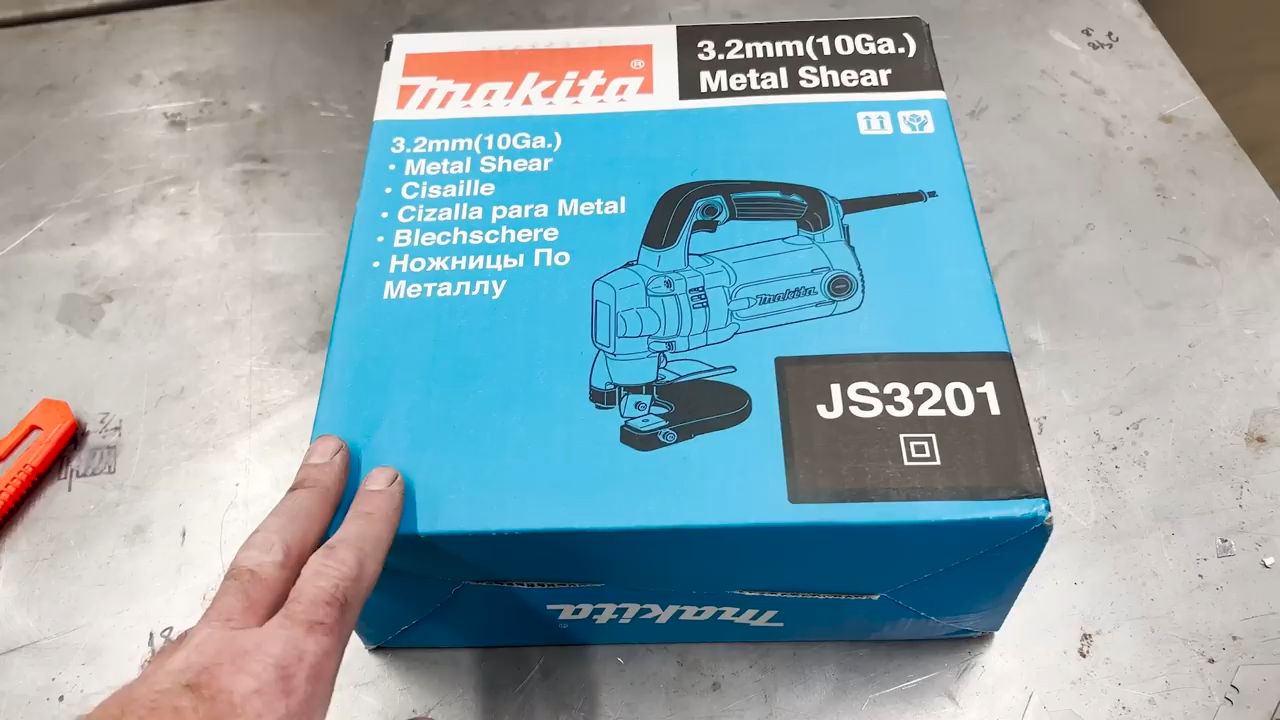 makita®
3.2mm(10Ga.)
Metal Shear
3.2mm(10Ga.)
• Metal Shear
• Cisaille
• Cizalla para Metal
• Blechschere
• Ножницы По
Металлу
makita
JS3201
makita®